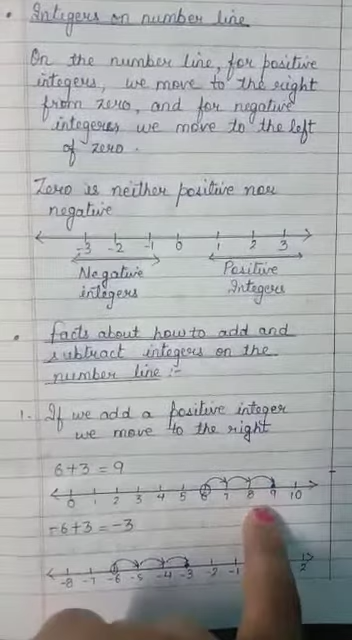 Integers on number line
On the number line, for positive
integers, we move to the right
from zero, and for negative
integers we move to the left
of zero.
Zero is neither positive nor
negative
-3 -2 -1 0 1 2 3
Negative integers
Positive Integers
facts about how to add and
subtract integers on the
number line :-
1. If we add a positive integer
we move to the right
6+3=9
0 1 2 3 4 5 6 7 8 9 10
-6+3=-3
-8 -7 -6 -5 -4 -3 -2 -1 2